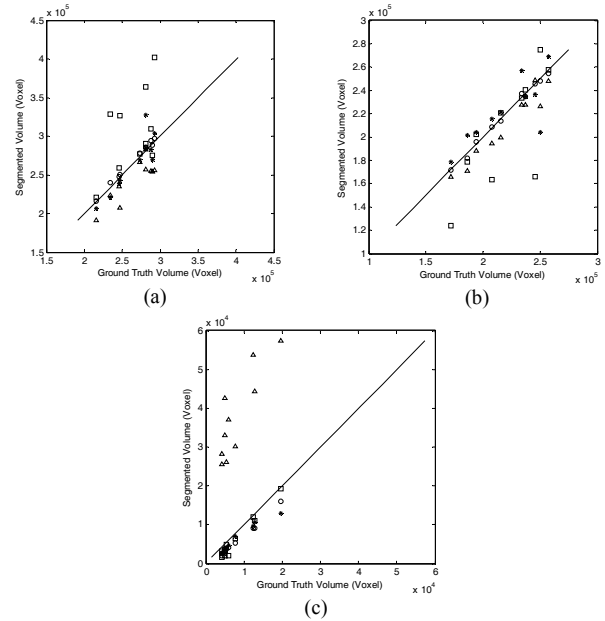 x 10^5
4.5
4
3.5
3
2.5
2
1.5
Segmented Volume (Voxel)
1.5 2 2.5 3 3.5 4 4.5
Ground Truth Volume (Voxel)
x 10^5
(a)
x 10^5
3
2.8
2.6
2.4
2.2
2
1.8
1.6
1.4
1.2
1
Segmented Volume (Voxel)
1 1.5 2 2.5 3
Ground Truth Volume (Voxel)
x 10^5
(b)
x 10^4
6
5
4
3
2
1
0
Segmented Volume (Voxel)
0 1 2 3 4 5 6
Ground Truth Volume (Voxel)
x 10^4
(c)